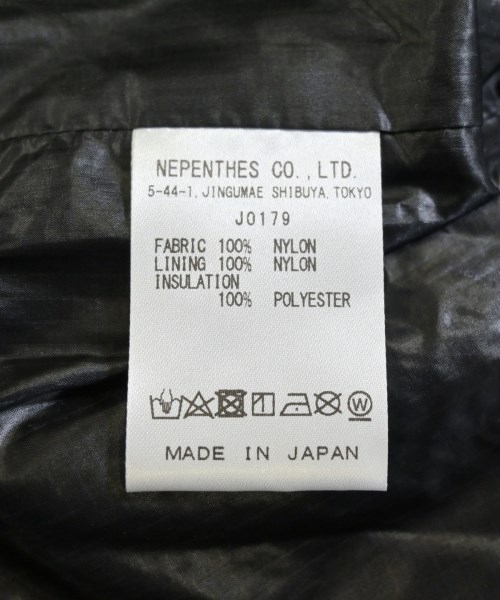 NEPENTHES CO.,LTD.
5-44-1, JINGUMAE SHIBUYA, TOKYO
J0179
FABRIC 100% NYLON
LINING 100% NYLON
INSULATION
100% POLYESTER
W
MADE IN JAPAN